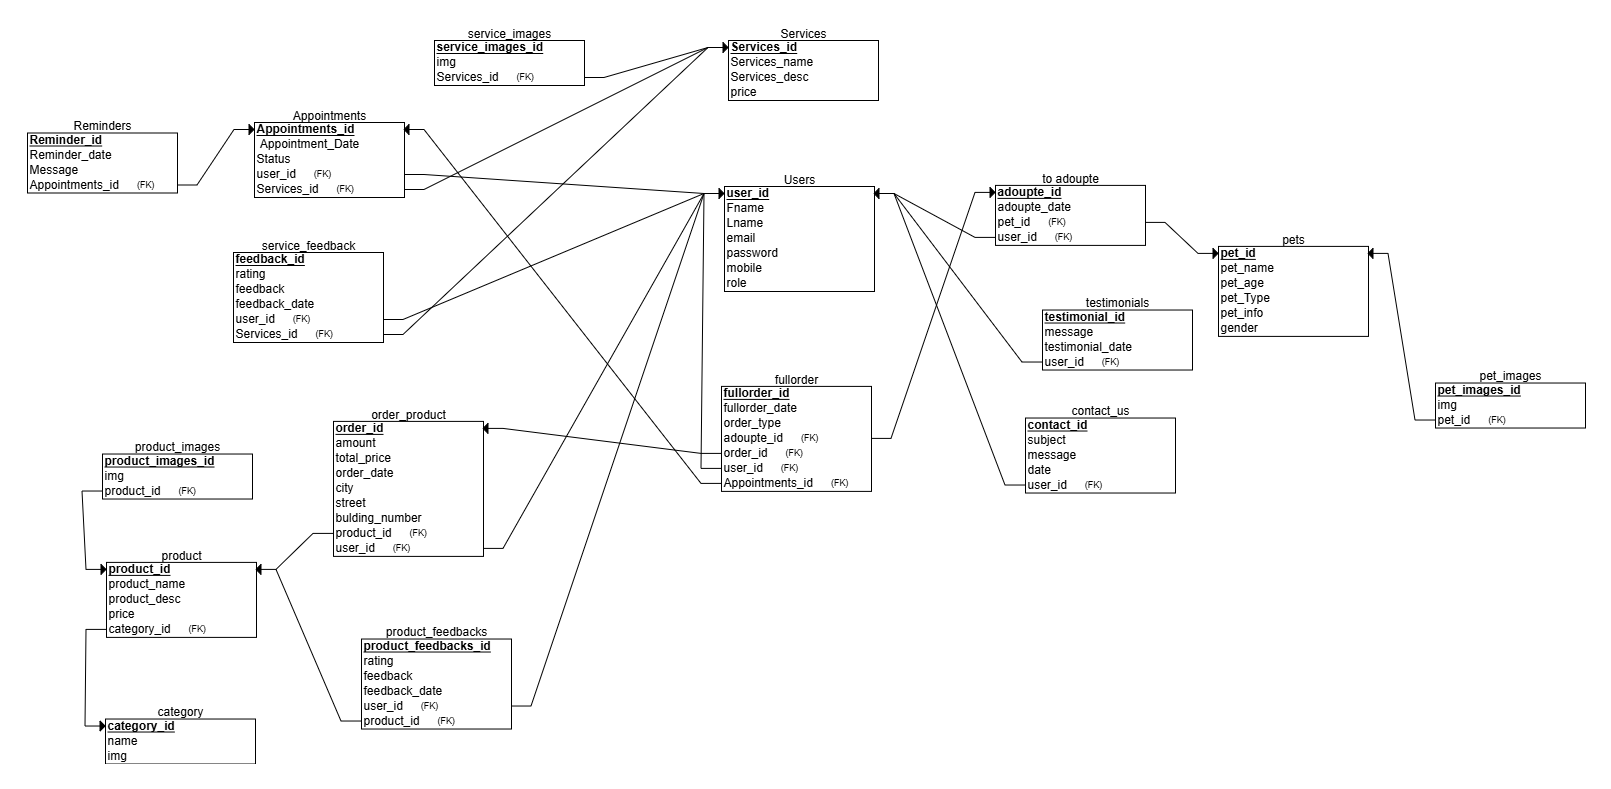 service_images
service_images_id
img
Services_id (FK)
Services
Services_id
Services_name
Services_desc
price
Reminders
Reminder_id
Reminder_date
Message
Appointments_id (FK)
Appointments
Appointments_id
Appointment_Date
Status
user_id (FK)
Services_id (FK)
Users
user_id
Fname
Lname
email
password
mobile
role
to adoupte
adoupte_id
adoupte_date
pet_id (FK)
user_id (FK)
pets
pet_id
pet_name
pet_age
pet_Type
pet_info
gender
service_feedback
feedback_id
rating
feedback
feedback_date
user_id (FK)
Services_id (FK)
testimonials
testimonial_id
message
testimonial_date
user_id (FK)
fullorder
fullorder_id
fullorder_date
order_type
adoupte_id (FK)
order_id (FK)
user_id (FK)
Appointments_id (FK)
pet_images
pet_images_id
img
pet_id (FK)
contact_us
contact_id
subject
message
date
user_id (FK)
order_product
order_id
amount
total_price
order_date
city
street
bulding_number
product_id (FK)
user_id (FK)
product_images
product_images_id
img
product_id (FK)
product
product_id
product_name
product_desc
price
category_id (FK)
product_feedbacks
product_feedbacks_id
rating
feedback
feedback_date
user_id (FK)
product_id (FK)
category
category_id
name
img